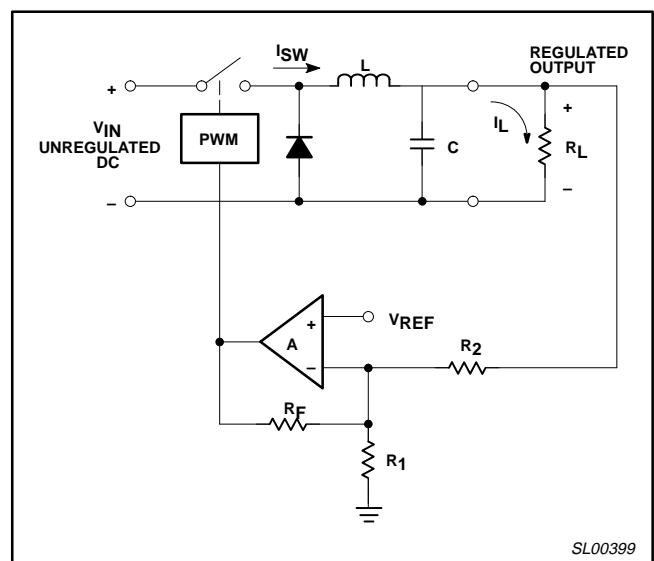 ISW
L
REGULATED
OUTPUT
+
VIN
UNREGULATED
DC
PWM
C
IL
+
RL
–
–
+
A
–
VREF
R2
RF
R1
SL00399